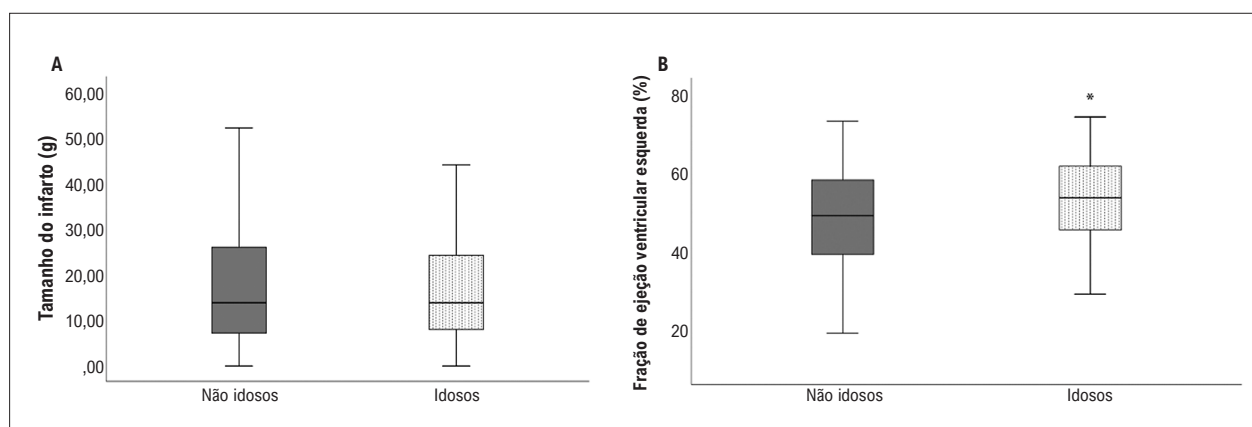 A
Tamanho do infarto (g)
60,00
50,00
40,00
30,00
20,00
10,00
,00
Não idosos
Idosos
B
Fração de ejeção ventricular esquerda (%)
80
60
40
20
*
Não idosos
Idosos